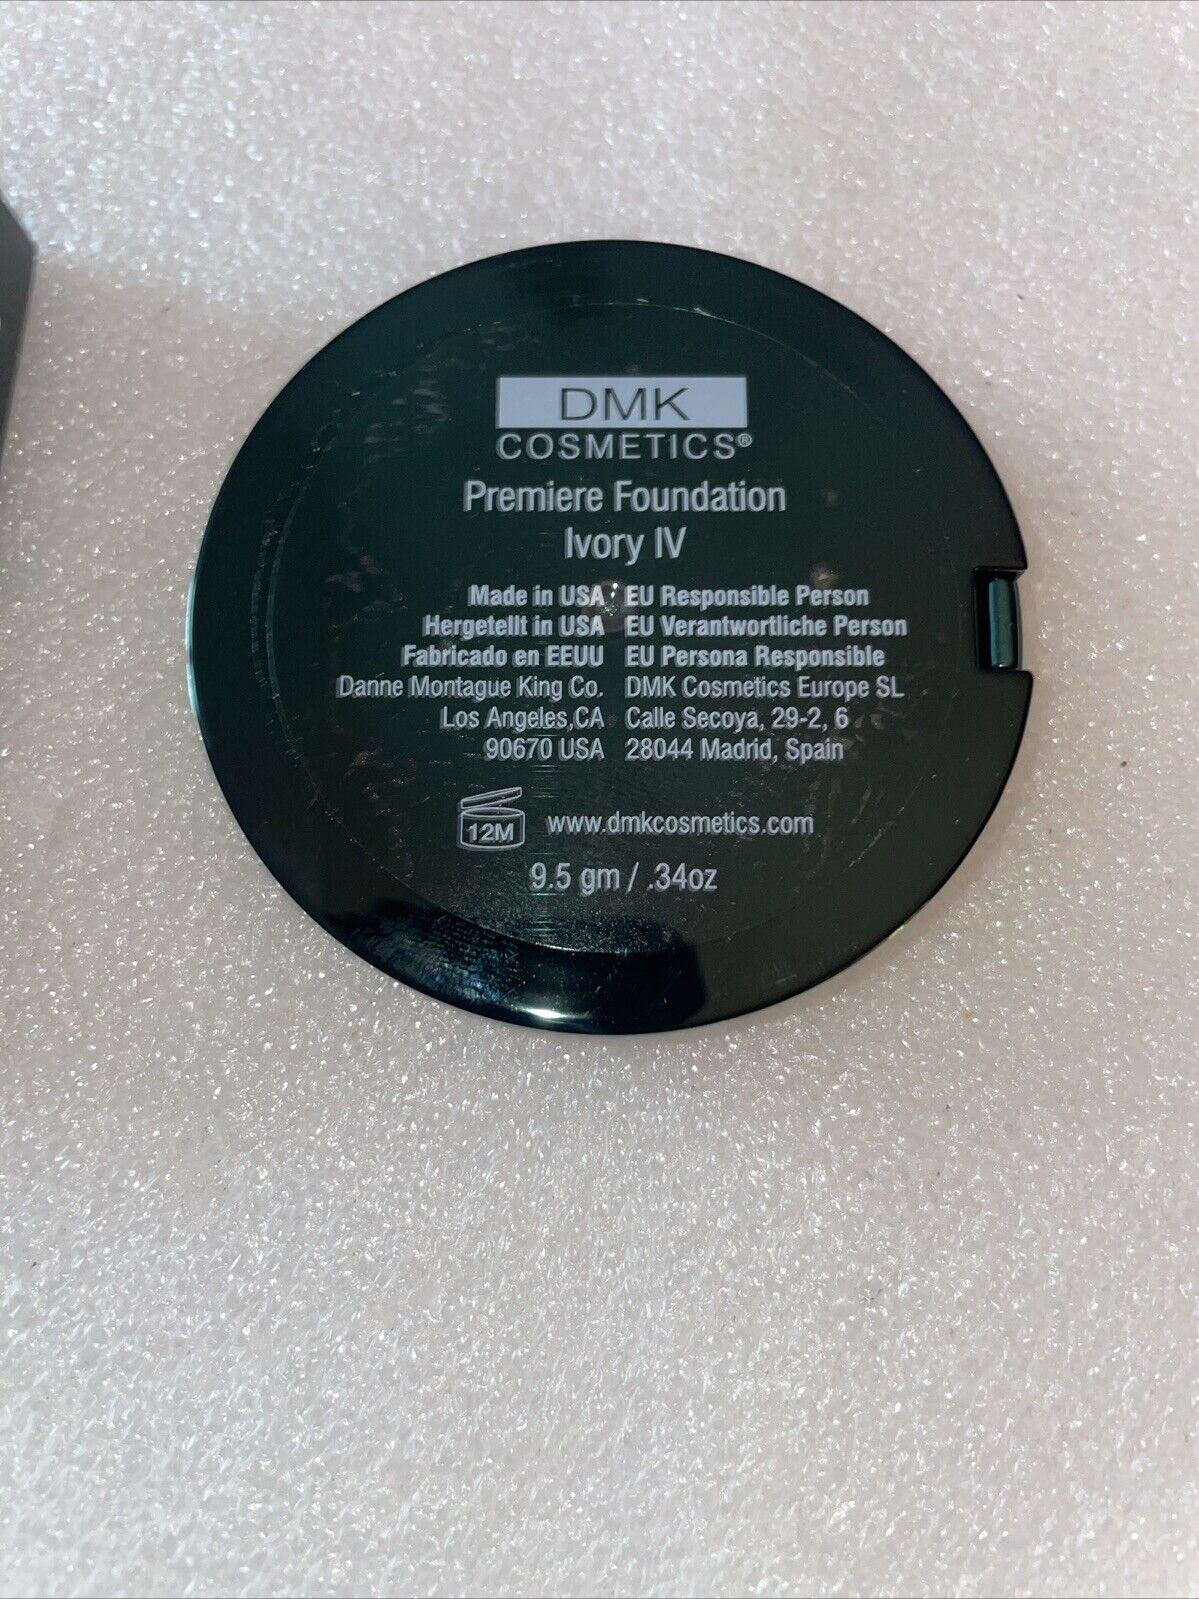 DMK
COSMETICS®
Premiere Foundation
Ivory IV
Made in USA
Hergetellt in USA
Fabricado en EEUU
Danne Montague King Co.
Los Angeles,CA
90670 USA
EU Responsible Person
EU Verantwortliche Person
EU Persona Responsible
DMK Cosmetics Europe SL
Calle Secoya, 29-2, 6
28044 Madrid, Spain
12M
www.dmkcosmetics.com
9.5 gm / .34oz